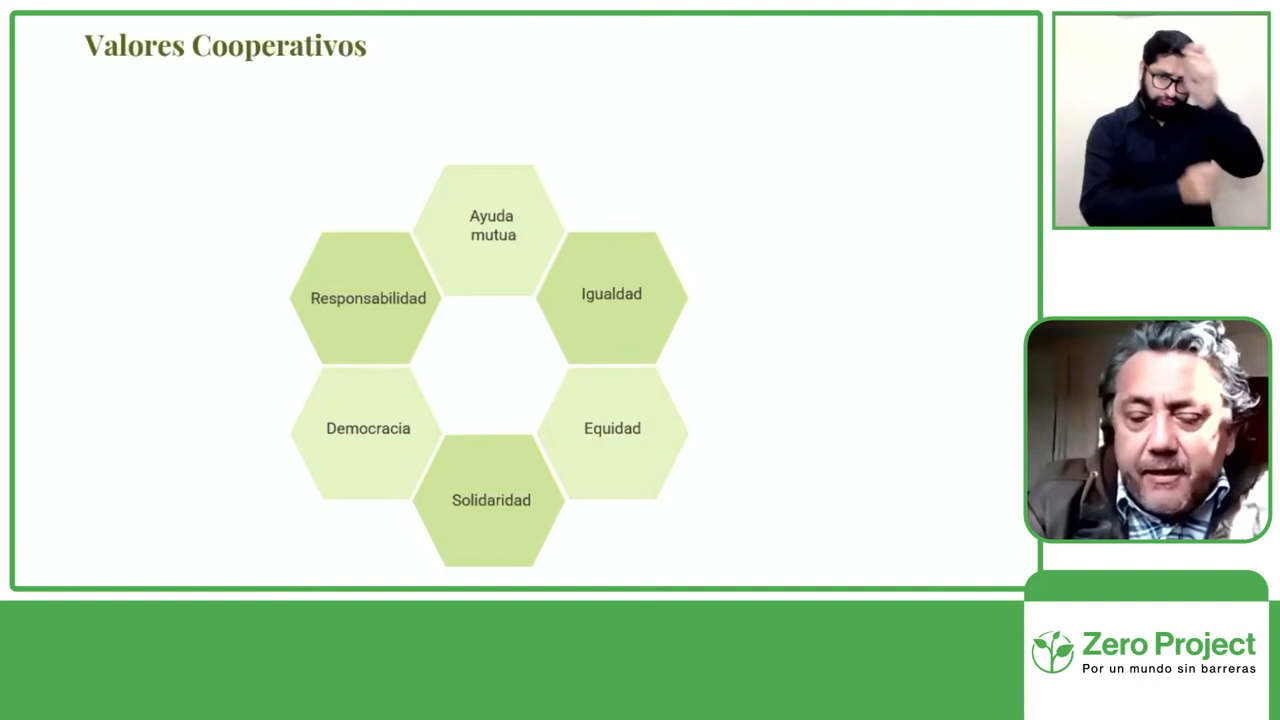 Valores Cooperativos
Ayuda
mutua
Responsabilidad
Igualdad
Democracia
Equidad
Solidaridad
Zero Project
Por un mundo sin barreras